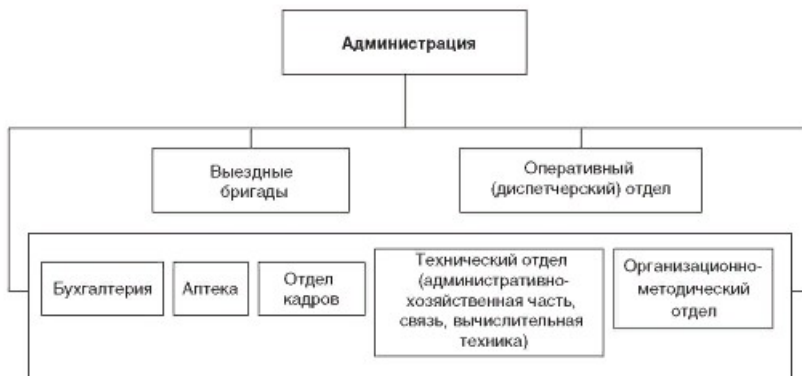 Администрация
Выездные
бригады
Оперативный
(диспетчерский) отдел
Бухгалтерия
Аптека
Отдел
кадров
Технический отдел
(административно-
хозяйственная часть,
связь, вычислительная
техника)
Организационно-
методический
отдел